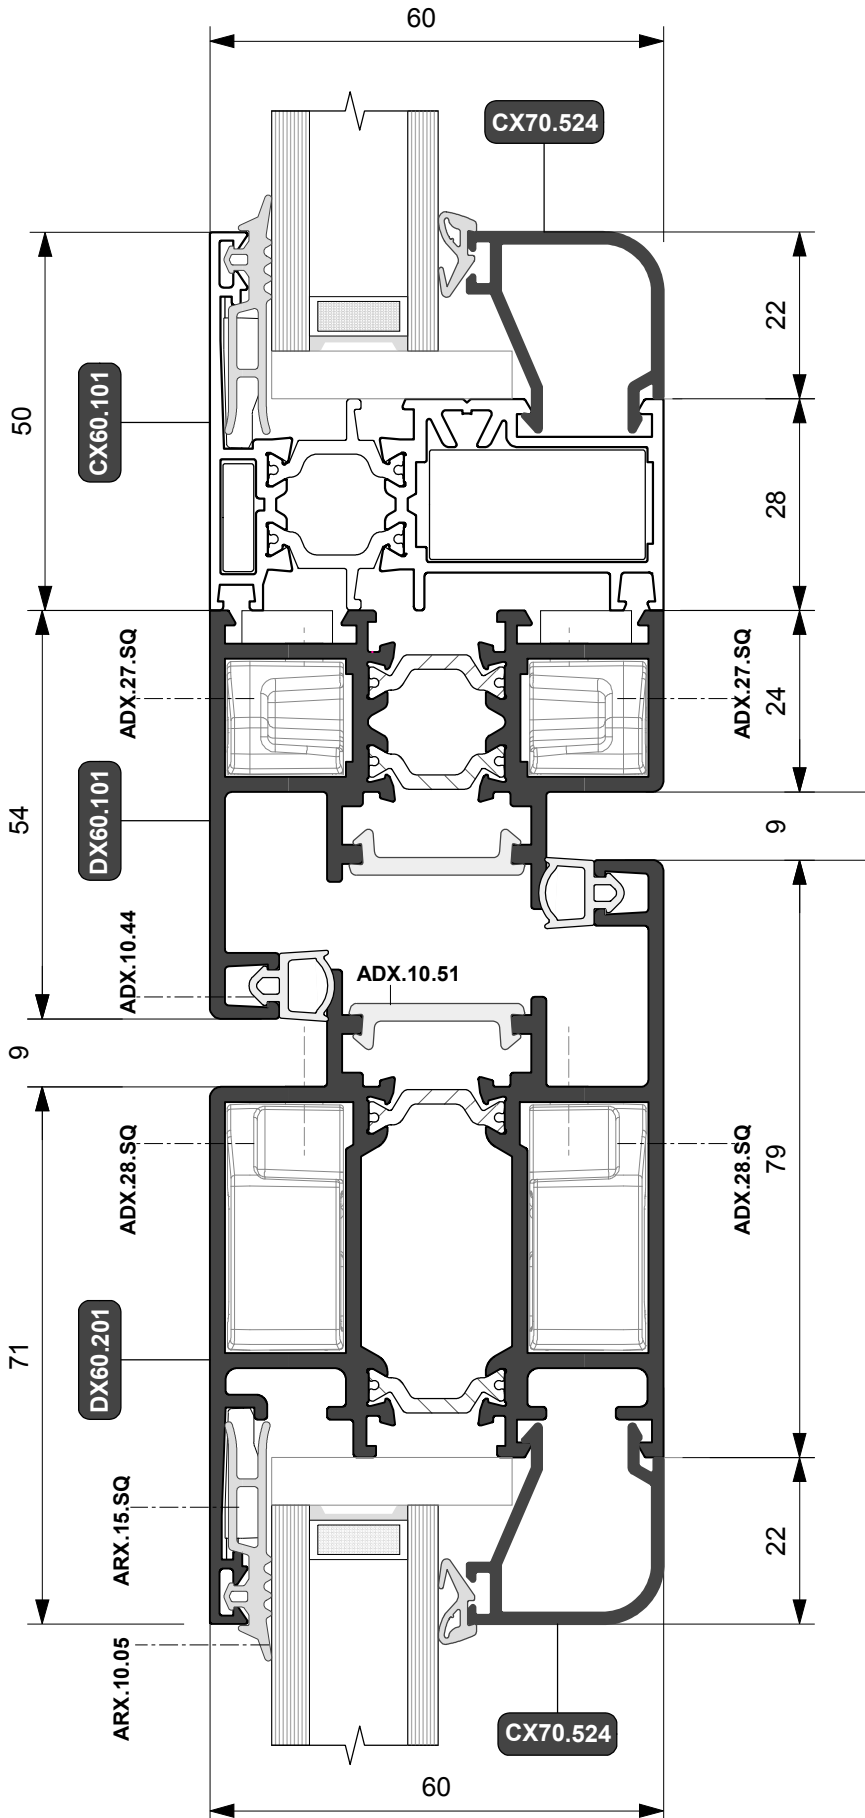 60
CX70.524
22
50
CX60.101
28
ADX.27.SQ
ADX.27.SQ
24
DX60.101
54
9
ADX.10.44
ADX.10.51
9
ADX.28.SQ
ADX.28.SQ
79
71
DX60.201
ARX.15.SQ
22
ARX.10.05
CX70.524
60